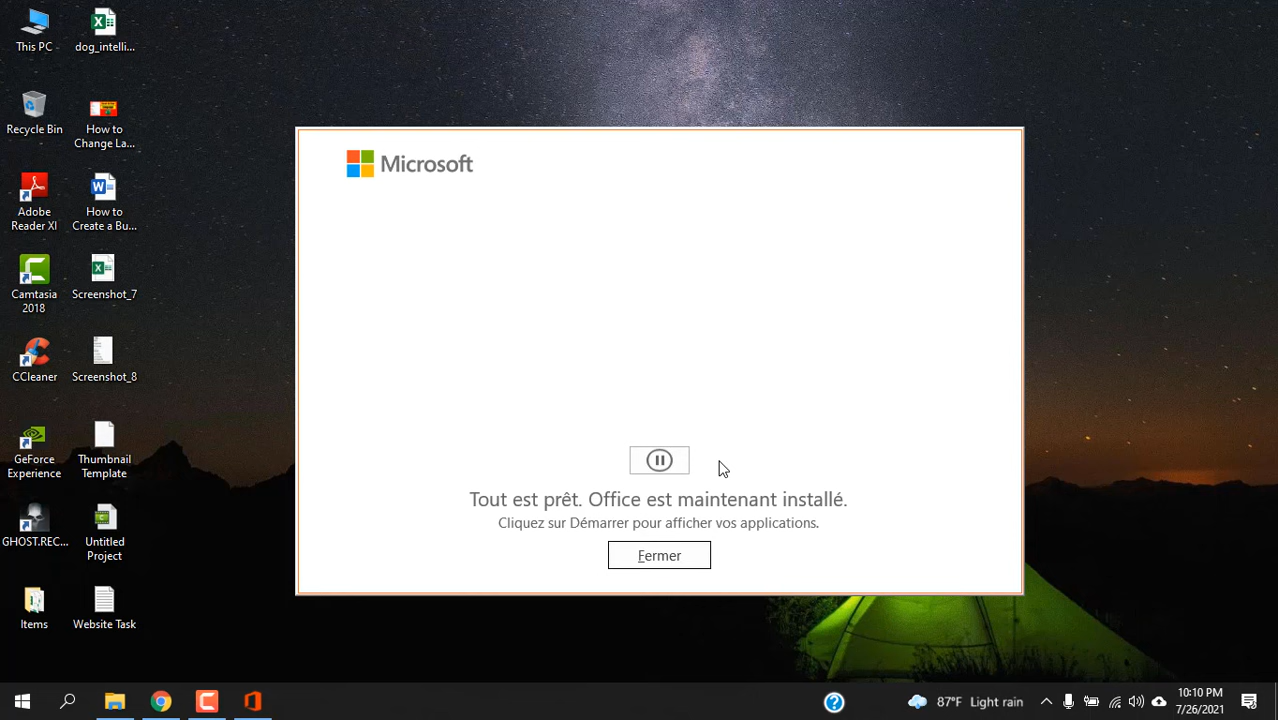 This PC
dog_intelli...
Recycle Bin
How to
Change La...
Adobe
Reader XI
How to
Create a Bu...
Camtasia
2018
Screenshot_7
CCleaner
Screenshot_8
GeForce
Experience
Thumbnail
Template
GHOST.REC...
Untitled
Project
Items
Website Task
Microsoft
Tout est prêt. Office est maintenant installé.
Cliquez sur Démarrer pour afficher vos applications.
Fermer
87°F Light rain
10:10 PM
7/26/2021